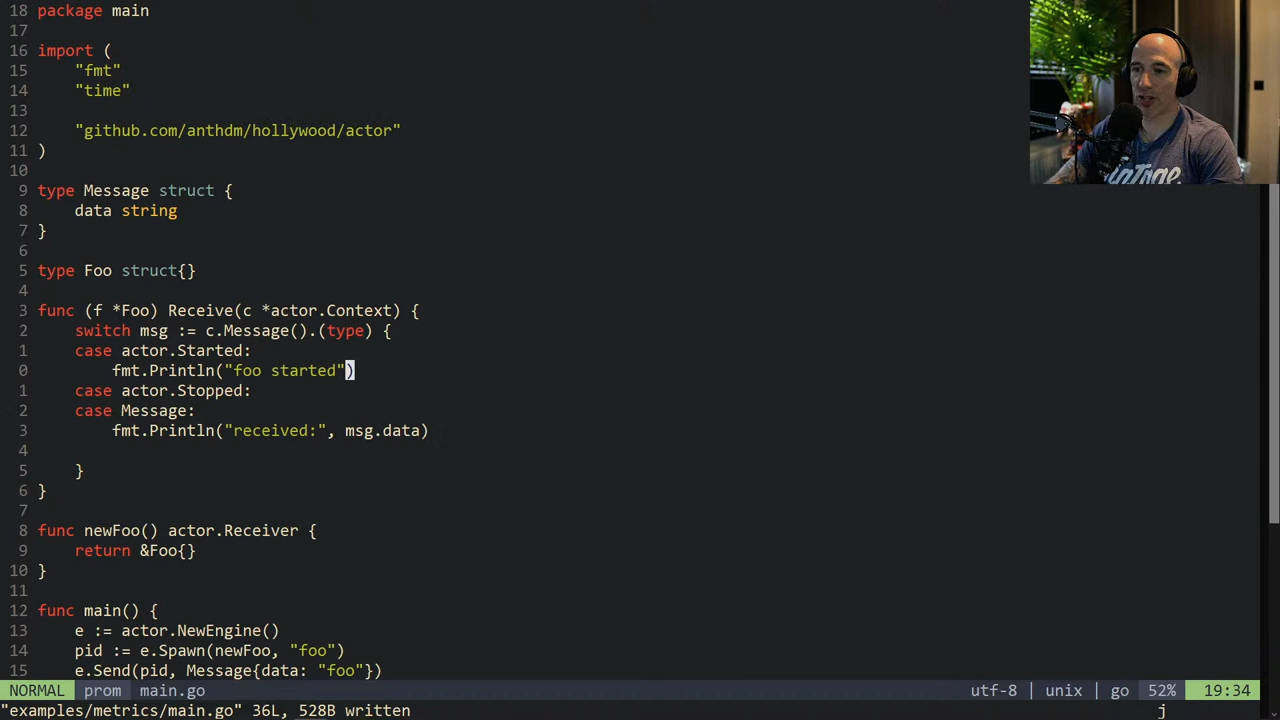 18 package main
17
16 import (
15 "fmt"
14 "time"
13
12 "github.com/anthdm/hollywood/actor"
11 )
10
9 type Message struct {
8 data string
7 }
6
5 type Foo struct{}
4
3 func (f *Foo) Receive(c *actor.Context) {
2 switch msg := c.Message().(type) {
1 case actor.Started:
0 fmt.Println("foo started")
1 case actor.Stopped:
2 case Message:
3 fmt.Println("received:", msg.data)
4
5 }
6 }
7
8 func newFoo() actor.Receiver {
9 return &Foo{}
10 }
11
12 func main() {
13 e := actor.NewEngine()
14 pid := e.Spawn(newFoo, "foo")
15 e.Send(pid, Message{data: "foo"})
NORMAL prom main.go utf-8 | unix | go 52% 19:34
"examples/metrics/main.go" 36L, 528B written j